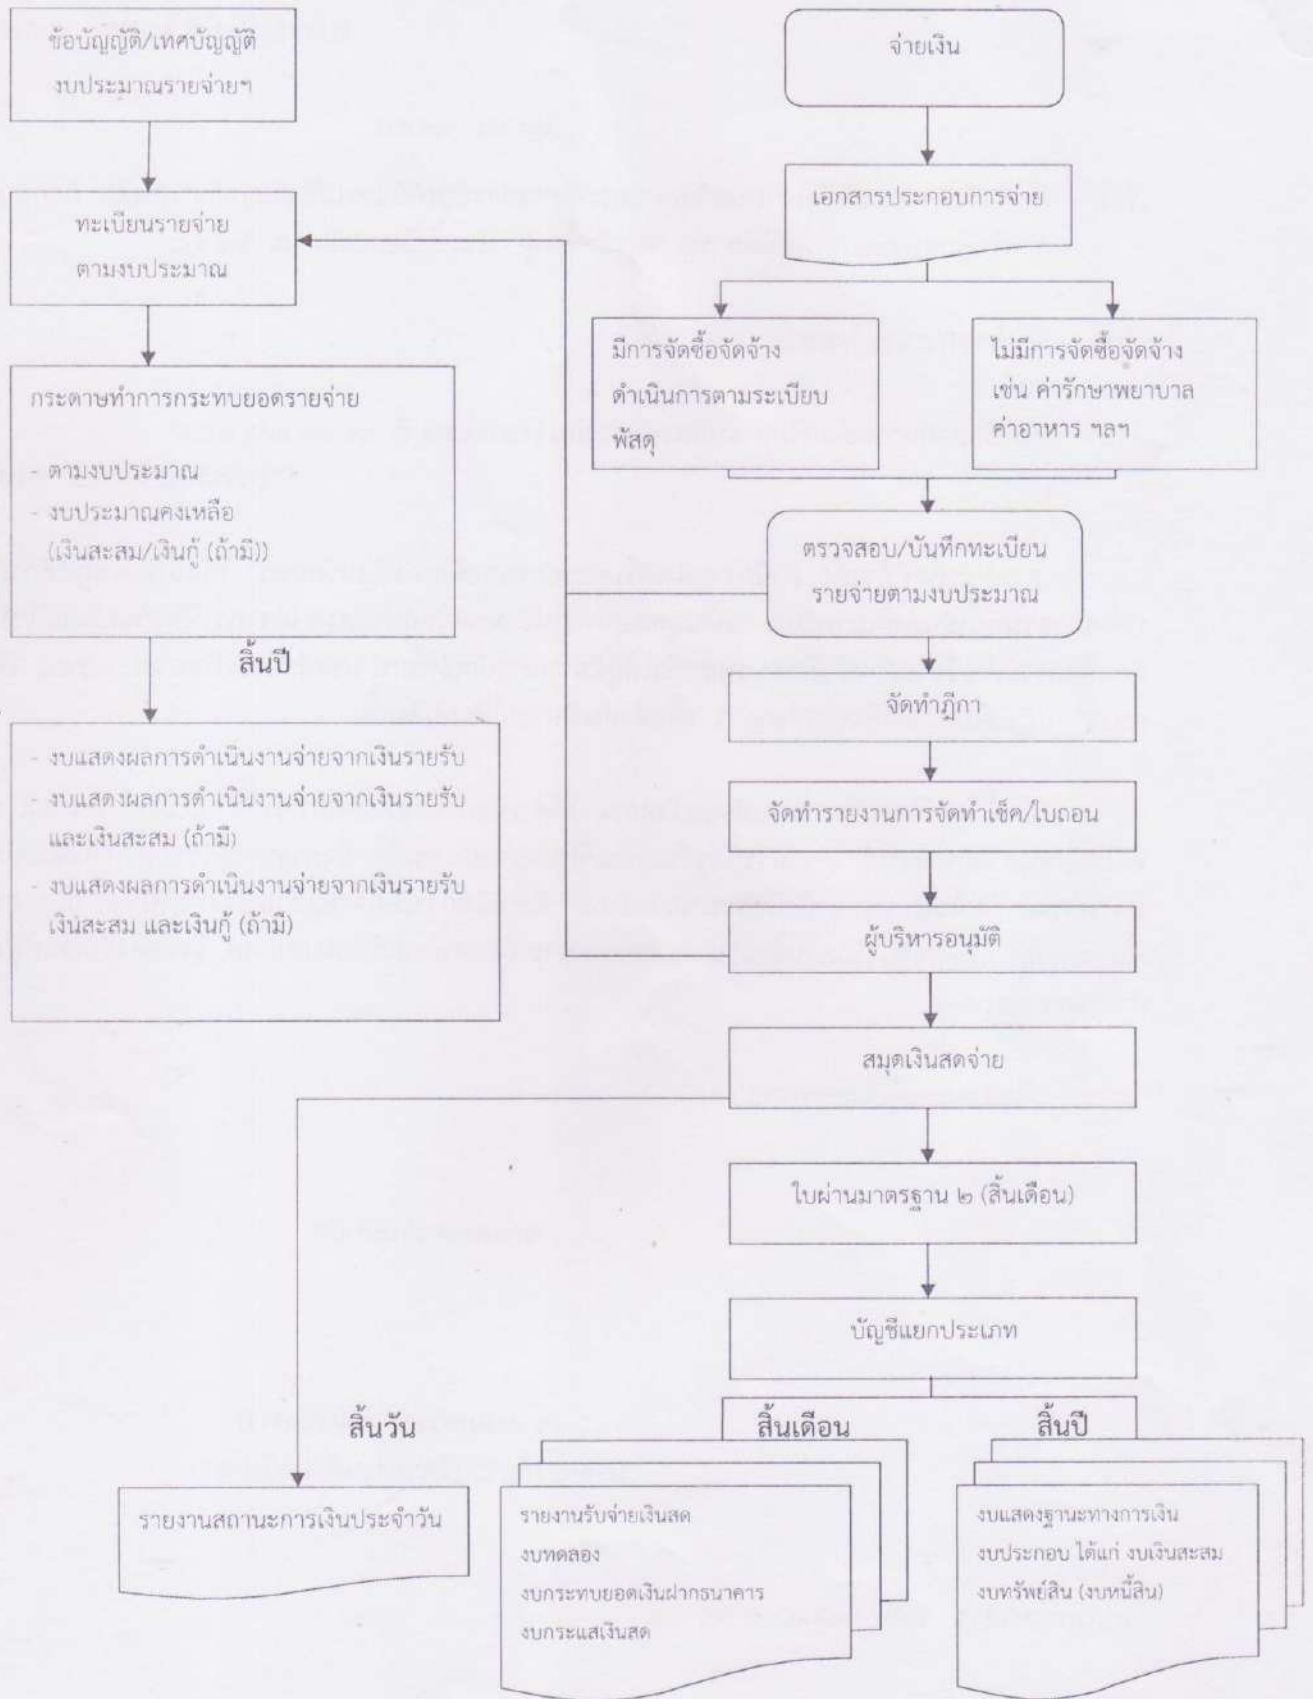 ข้อบัญญัติ/เทศบัญญัติ
งบประมาณรายจ่ายฯ
ทะเบียนรายจ่าย
ตามงบประมาณ
กระดาษทำการกระทบยอดรายจ่าย
- ตามงบประมาณ
- งบประมาณคงเหลือ
(เงินสะสม/เงินกู้ (ถ้ามี))
สิ้นปี
- งบแสดงผลการดำเนินงานจ่ายจากเงินรายรับ
- งบแสดงผลการดำเนินงานจ่ายจากเงินรายรับ
และเงินสะสม (ถ้ามี)
- งบแสดงผลการดำเนินงานจ่ายจากเงินรายรับ
เงินสะสม และเงินกู้ (ถ้ามี)
จ่ายเงิน
เอกสารประกอบการจ่าย
มีการจัดซื้อจัดจ้าง
ดำเนินการตามระเบียบ
พัสดุ
ไม่มีการจัดซื้อจัดจ้าง
เช่น ค่ารักษาพยาบาล
ค่าอาหาร ฯลฯ
ตรวจสอบ/บันทึกทะเบียน
รายจ่ายตามงบประมาณ
จัดทำฎีกา
จัดทำรายงานการจัดทำเช็ค/ใบถอน
ผู้บริหารอนุมัติ
สมุดเงินสดจ่าย
ใบผ่านมาตรฐาน ๒ (สิ้นเดือน)
บัญชีแยกประเภท
สิ้นวัน
รายงานสถานะการเงินประจำวัน
สิ้นเดือน
รายงานรับจ่ายเงินสด
งบทดลอง
งบกระทบยอดเงินฝากธนาคาร
งบกระแสเงินสด
สิ้นปี
งบแสดงฐานะทางการเงิน
งบประกอบ ได้แก่ งบเงินสะสม
งบทรัพย์สิน (งบหนี้สิน)